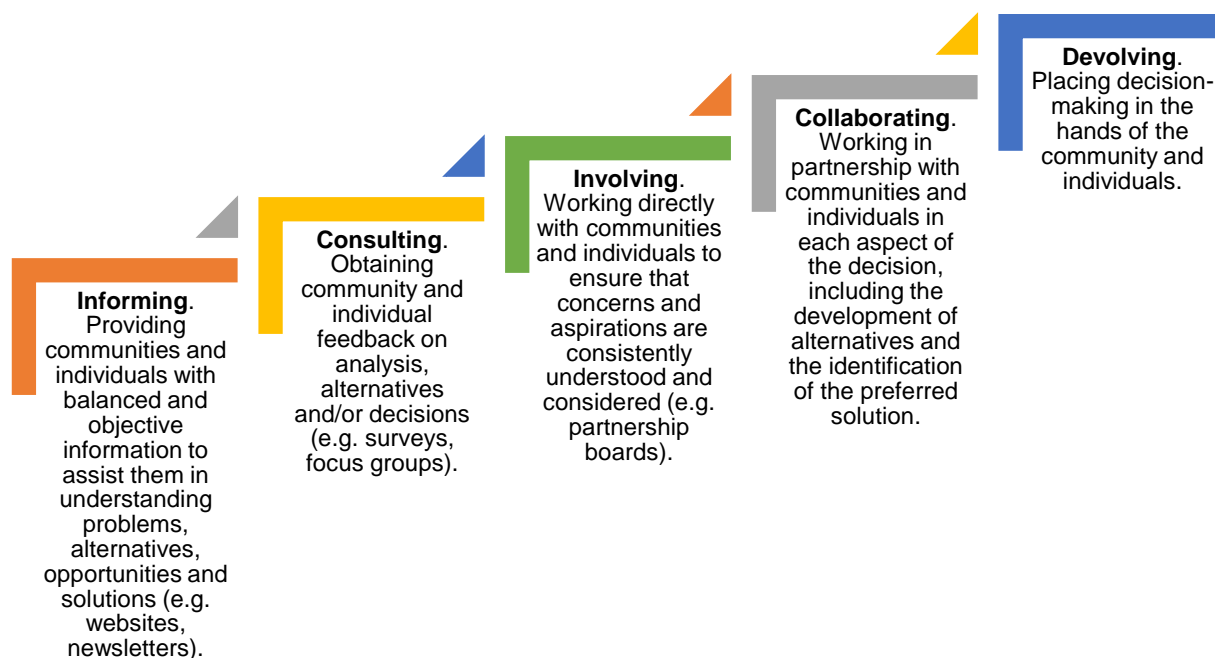 Informing.
Providing
communities and
individuals with
balanced and
objective
information to
assist them in
understanding
problems,
alternatives,
opportunities and
solutions (e.g.
websites,
newsletters).
Consulting.
Obtaining
community and
individual
feedback on
analysis,
alternatives
and/or decisions
(e.g. surveys,
focus groups).
Involving.
Working directly
with communities
and individuals to
ensure that
concerns and
aspirations are
consistently
understood and
considered (e.g.
partnership
boards).
Collaborating.
Working in
partnership with
communities and
individuals in
each aspect of
the decision,
including the
development of
alternatives and
the identification
of the preferred
solution.
Devolving.
Placing decision-
making in the
hands of the
community and
individuals.